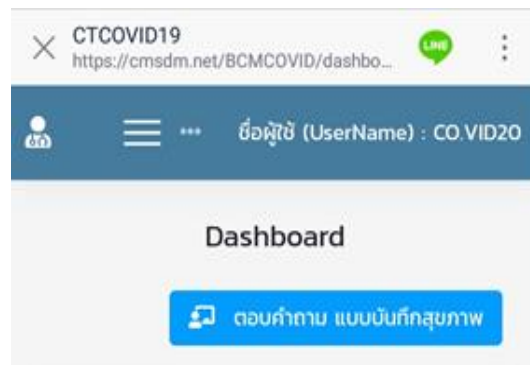 CTCOVID19
https://cmsdm.net/BCMCOVID/dashbo...
LINE
ชื่อผู้ใช้ (UserName) : CO.VID20
Dashboard
ตอบคำถาม แบบบันทึกสุขภาพ